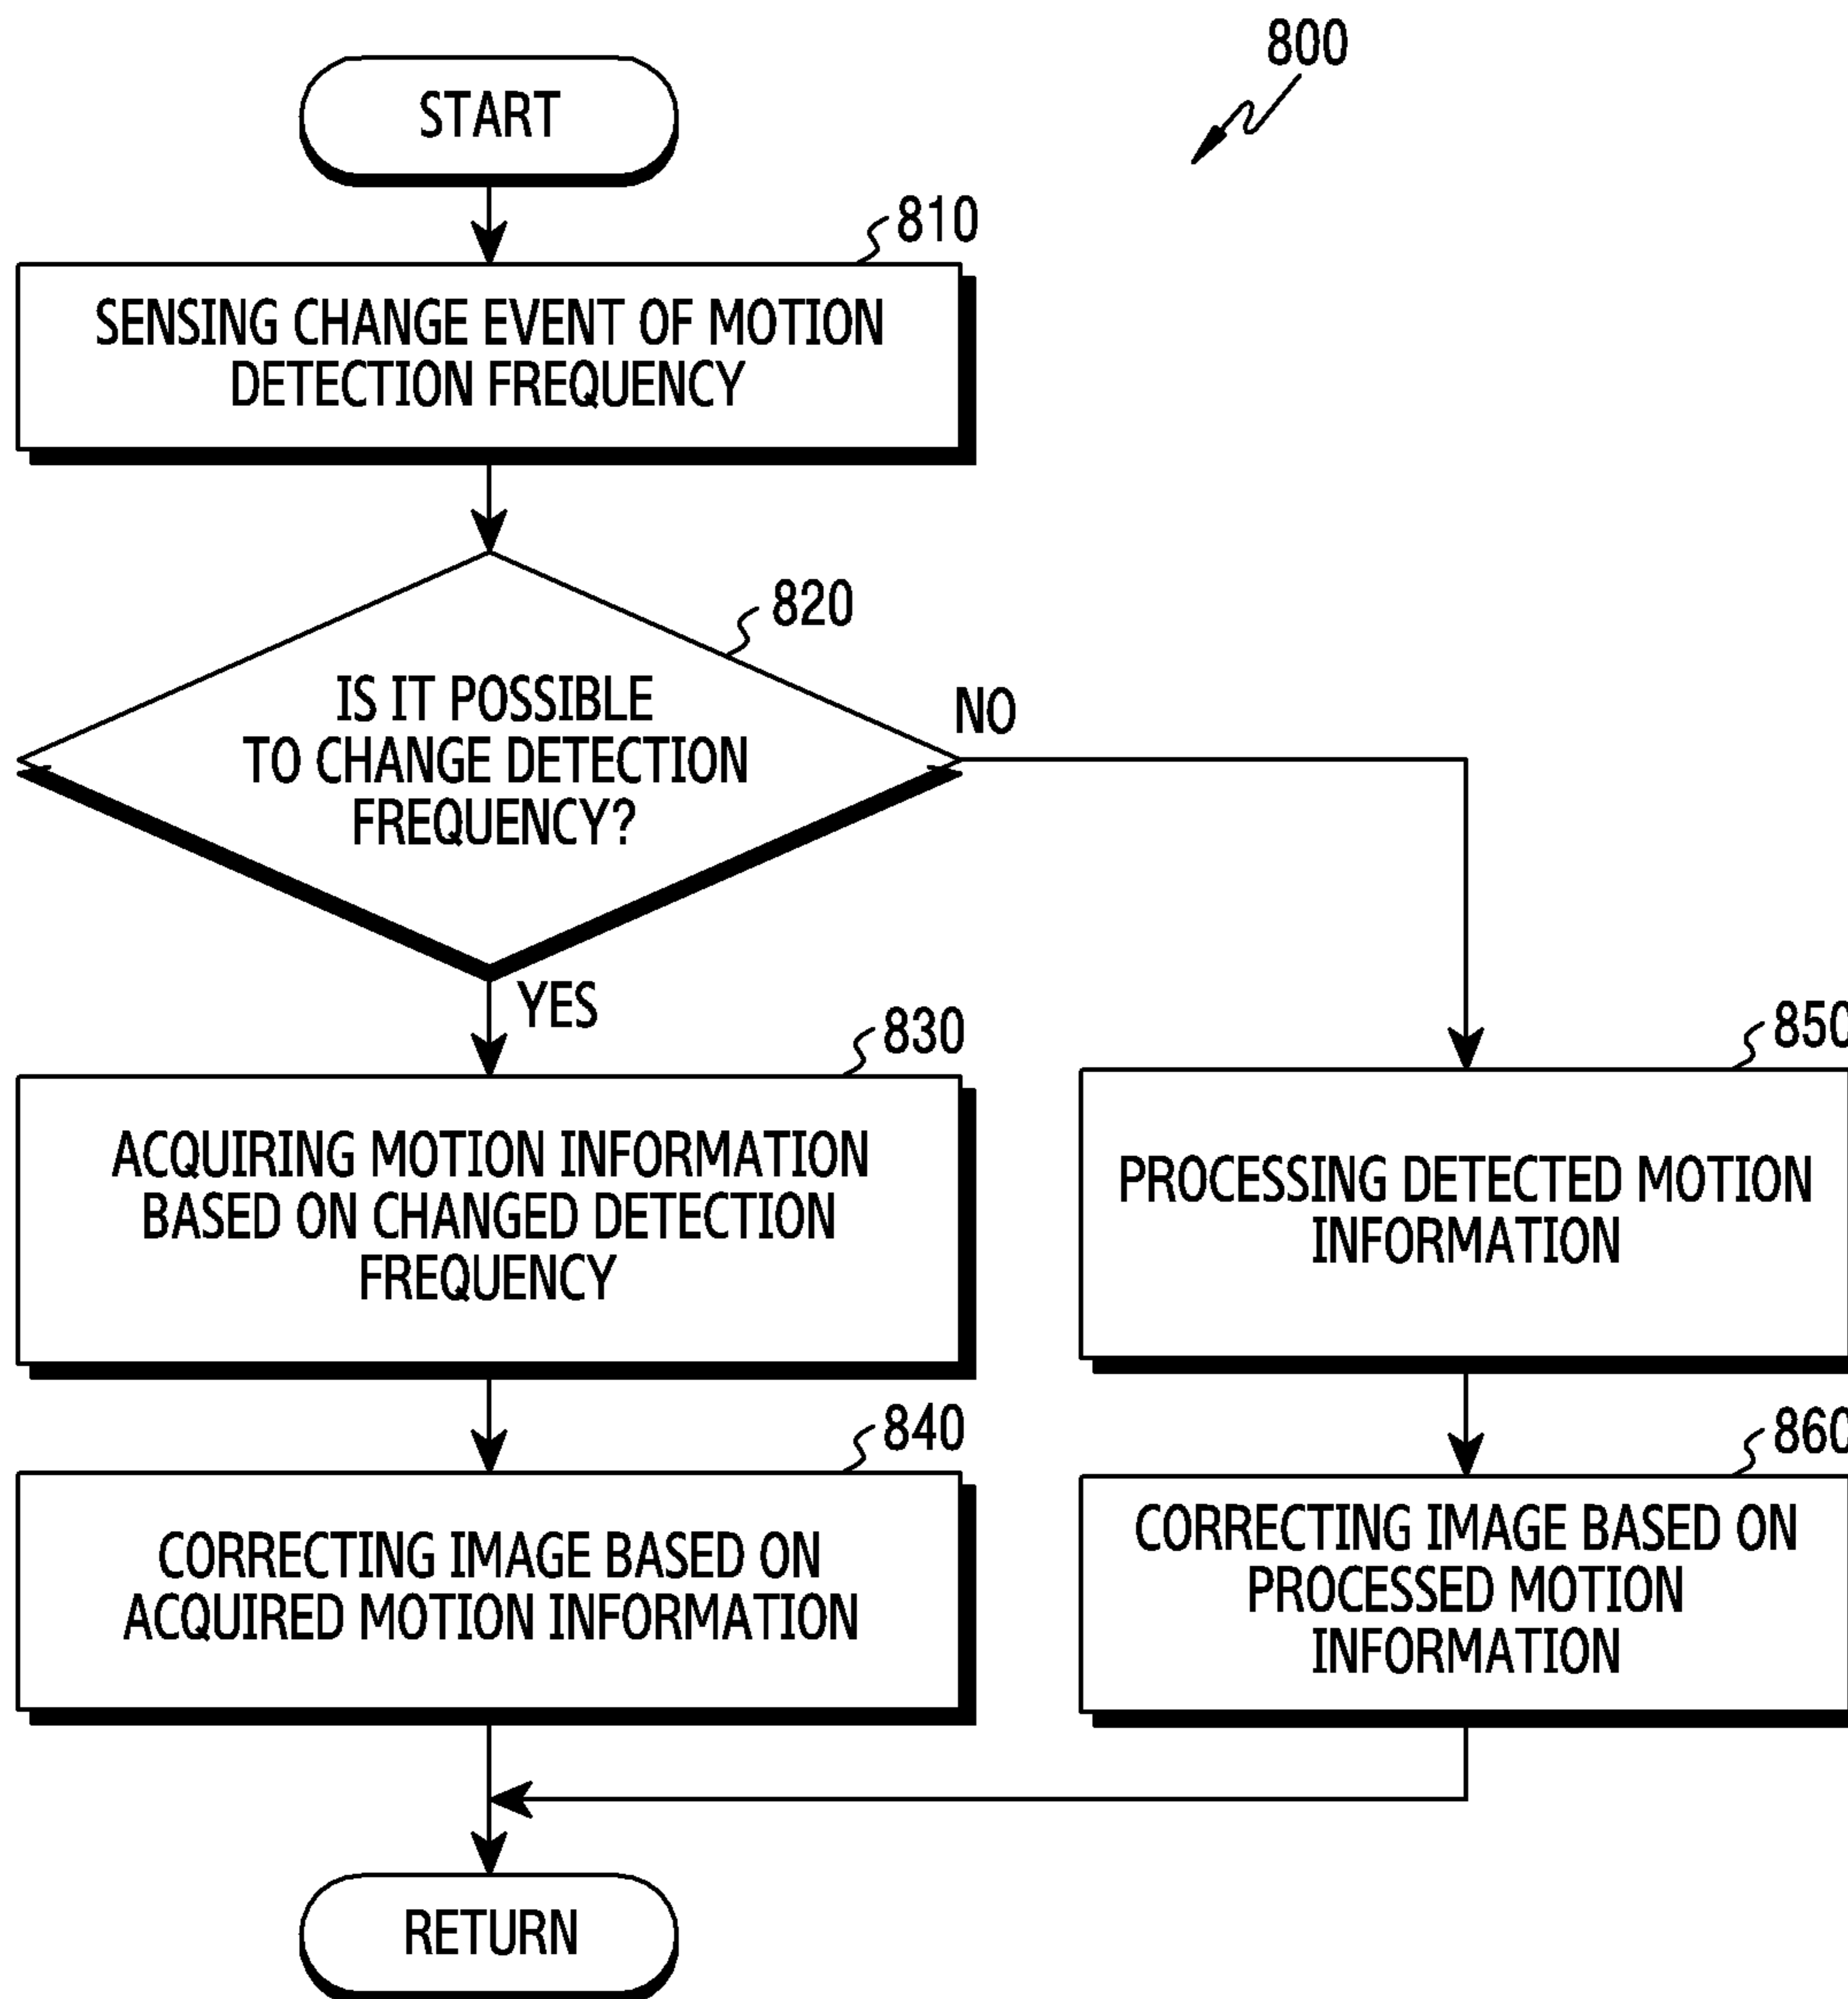 800
START
810
SENSING CHANGE EVENT OF MOTION
DETECTION FREQUENCY
820
IS IT POSSIBLE
TO CHANGE DETECTION
FREQUENCY?
NO
YES
830
ACQUIRING MOTION INFORMATION
BASED ON CHANGED DETECTION
FREQUENCY
850
PROCESSING DETECTED MOTION
INFORMATION
840
CORRECTING IMAGE BASED ON
ACQUIRED MOTION INFORMATION
860
CORRECTING IMAGE BASED ON
PROCESSED MOTION
INFORMATION
RETURN